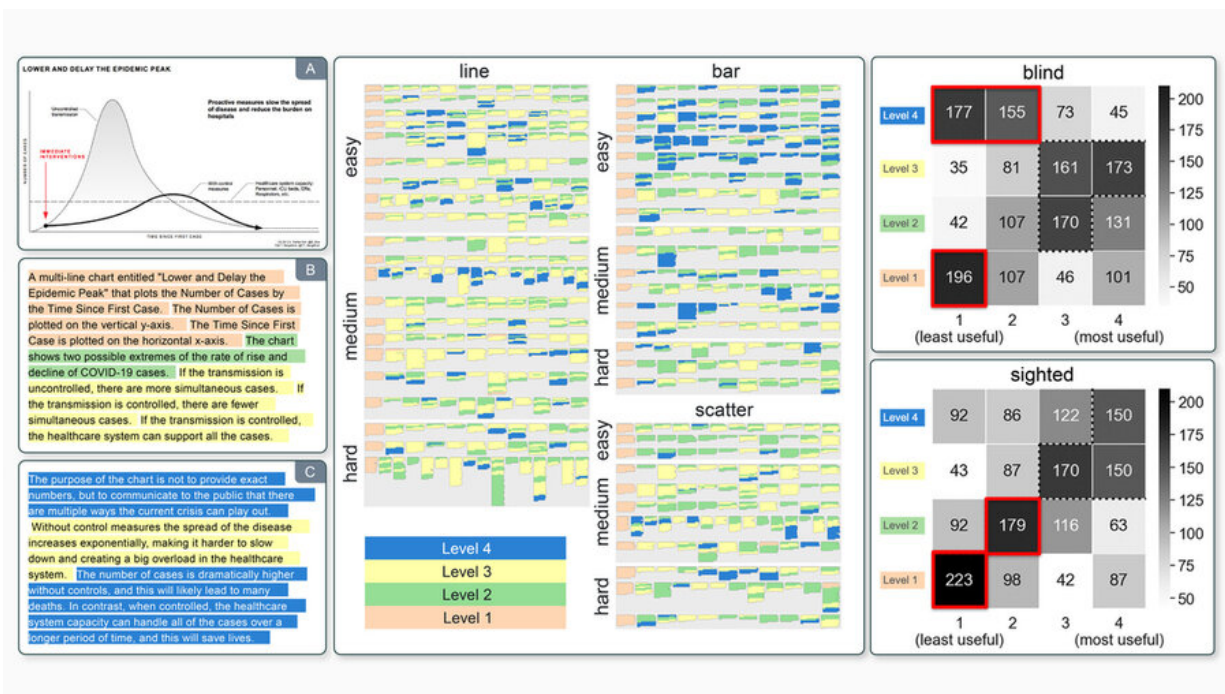 A
LOWER AND DELAY THE EPIDEMIC PEAK
Uncontrolled
transmission
Proactive measures slow the spread
of disease and reduce the burden on
hospitals
IMMEDIATE
INTERVENTIONS
NUMBER OF CASES
With control
measures
Healthcare system capacity:
TIME SINCE FIRST CASE
B
A multi-line chart entitled "Lower and Delay the
Epidemic Peak" that plots the Number of Cases by
the Time Since First Case. The Number of Cases is
plotted on the vertical y-axis. The Time Since First
Case is plotted on the horizontal x-axis. The chart
shows two possible extremes of the rate of rise and
decline of COVID-19 cases. If the transmission is
uncontrolled, there are more simultaneous cases. If
the transmission is controlled, there are fewer
simultaneous cases. If the transmission is controlled,
the healthcare system can support all the cases.
C
The purpose of the chart is not to provide exact
numbers, but to communicate to the public that there
are multiple ways the current crisis can play out.
Without control measures the spread of the disease
increases exponentially, making it harder to slow
down and creating a big overload in the healthcare
system. The number of cases is dramatically higher
without controls, and this will likely lead to many
deaths. In contrast, when controlled, the healthcare
system capacity can handle all of the cases over a
longer period of time, and this will save lives.
line
easy
medium
hard
Level 4
Level 3
Level 2
Level 1
bar
easy
medium
hard
scatter
easy
medium
hard
blind
Level 4 177 155 73 45
Level 3 35 81 161 173
Level 2 42 107 170 131
Level 1 196 107 46 101
1 2 3 4
(least useful) (most useful)
200
175
150
125
100
75
50
sighted
Level 4 92 86 122 150
Level 3 43 87 170 150
Level 2 92 179 116 63
Level 1 223 98 42 87
1 2 3 4
(least useful) (most useful)
200
175
150
125
100
75
50